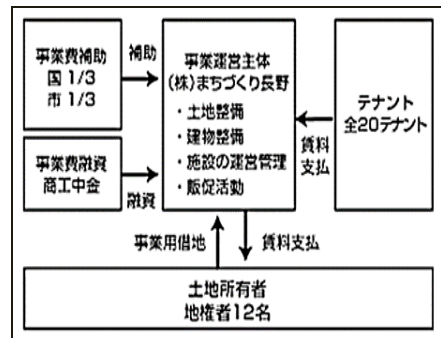 事業費補助
国 1/3
市 1/3
補助
事業運営主体
(株)まちづくり長野
・土地整備
・建物整備
・施設の運営管理
・販促活動
テナント
全20テナント
賃料
支払
事業費融資
商工中金
融資
事業用借地
賃料支払
土地所有者
地権者12名